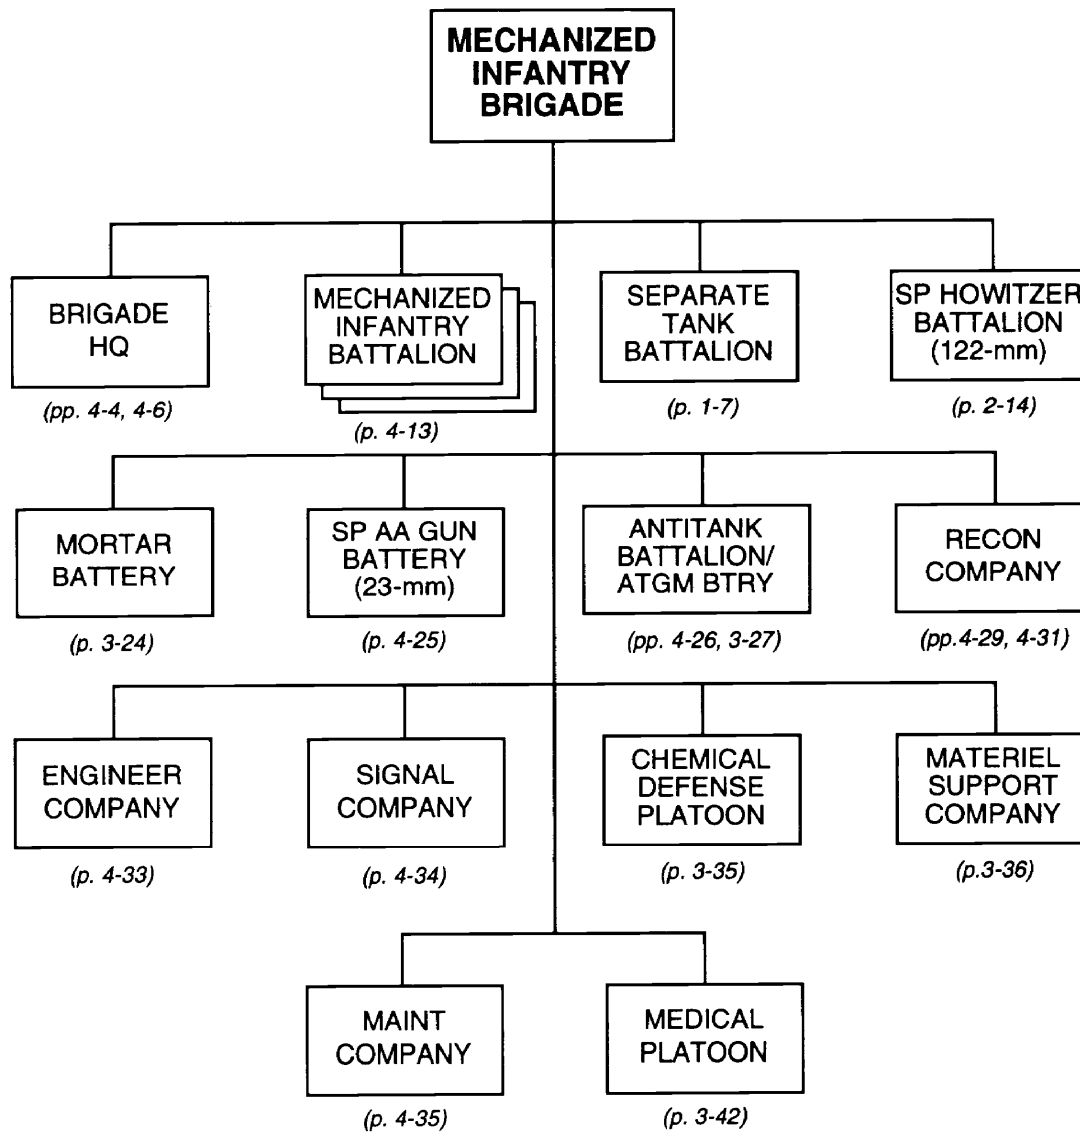 MECHANIZED
INFANTRY
BRIGADE
BRIGADE
HQ
(pp. 4-4, 4-6)
MECHANIZED
INFANTRY
BATTALION
(p. 4-13)
SEPARATE
TANK
BATTALION
(p. 1-7)
SP HOWITZER
BATTALION
(122-mm)
(p. 2-14)
MORTAR
BATTERY
(p. 3-24)
SP AA GUN
BATTERY
(23-mm)
(p. 4-25)
ANTITANK
BATTALION/
ATGM BTRY
(pp. 4-26, 3-27)
RECON
COMPANY
(pp.4-29, 4-31)
ENGINEER
COMPANY
(p. 4-33)
SIGNAL
COMPANY
(p. 4-34)
CHEMICAL
DEFENSE
PLATOON
(p. 3-35)
MATERIEL
SUPPORT
COMPANY
(p.3-36)
MAINT
COMPANY
(p. 4-35)
MEDICAL
PLATOON
(p. 3-42)